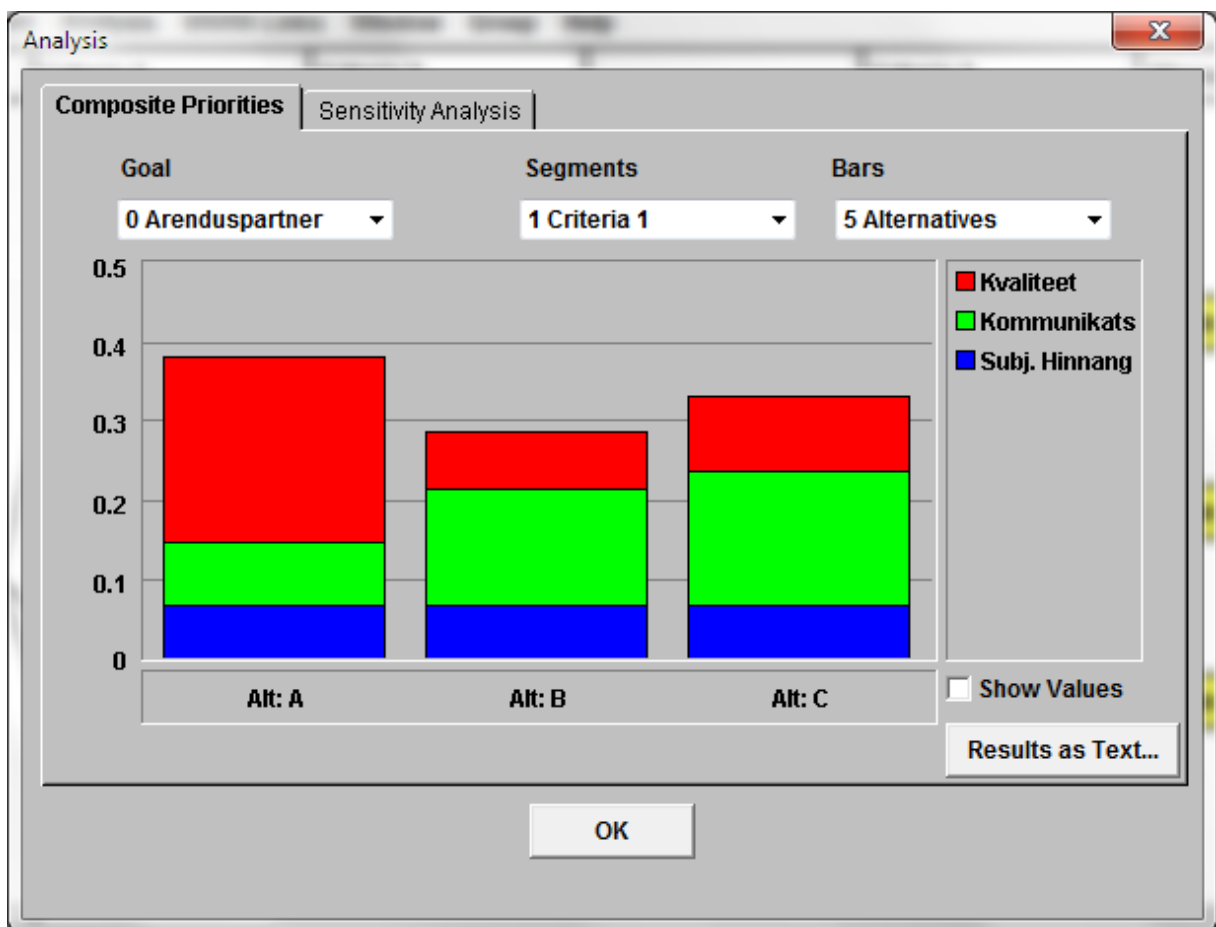 Analysis
Composite Priorities
Sensitivity Analysis
Goal
Segments
Bars
0 Arenduspartner
1 Criteria 1
5 Alternatives
0.5
0.4
0.3
0.2
0.1
0
Kvaliteet
Kommunikats
Subj. Hinnang
Alt: A
Alt: B
Alt: C
Show Values
Results as Text...
OK